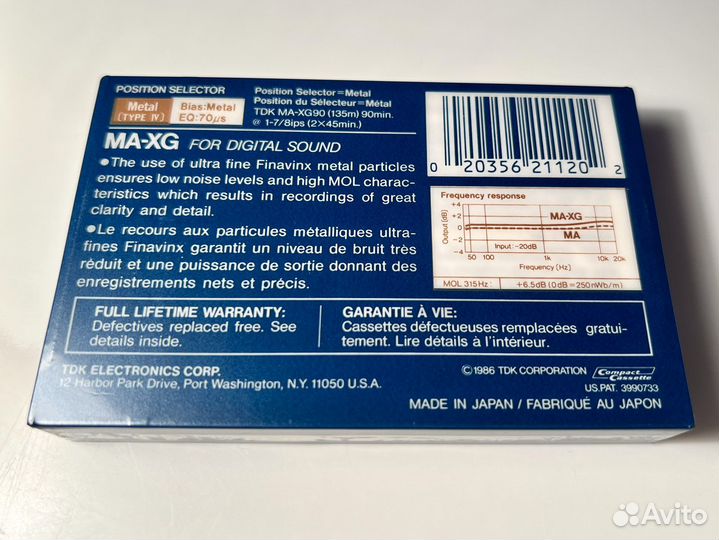 POSITION SELECTOR
Metal
(TYPE IV)
Bias:Metal
EQ:70μs
Position Selector=Metal
Position du Sélecteur=Métal
TDK MA-XG90 (135m) 90min.
@ 1-7/8ips (2×45min.)
MA-XG FOR DIGITAL SOUND
●The use of ultra fine Finavinx metal particles
ensures low noise levels and high MOL charac-
teristics which results in recordings of great
clarity and detail.
●Le recours aux particules métalliques ultra-
fines Finavinx garantit un niveau de bruit très
réduit et une puissance de sortie donnant des
enregistrements nets et précis.
0 20356 21120 2
Frequency response
Output (dB)
+4
+2
0
−2
−4
MA-XG
MA
Input: −20dB
50 100 1k 10k 20k
Frequency (Hz)
MOL 315Hz: +6.5dB (0dB=250nWb/m)
FULL LIFETIME WARRANTY:
Defectives replaced free. See
details inside.
GARANTIE À VIE:
Cassettes défectueuses remplacées gratui-
tement. Lire détails à l'intérieur.
TDK ELECTRONICS CORP.
12 Harbor Park Drive, Port Washington, N.Y. 11050 U.S.A.
©1986 TDK CORPORATION
Compact
Cassette
US.PAT. 3990733
MADE IN JAPAN / FABRIQUÉ AU JAPON
Avito